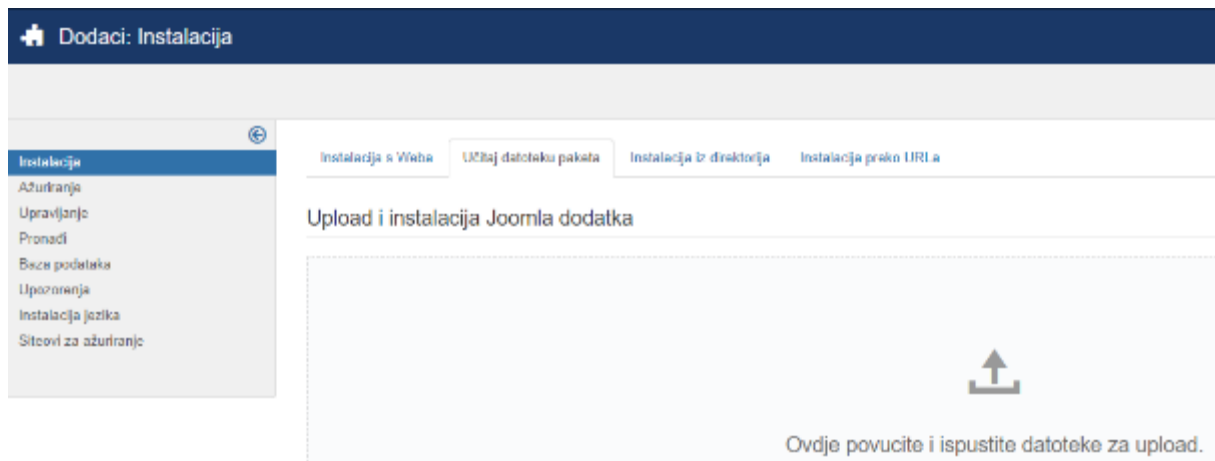 Dodaci: Instalacija
Instalacija
Ažuriranje
Upravljanje
Pronađi
Baza podataka
Upozorenja
Instalacija jezika
Siteovi za ažuriranje
Instalacija s Weba Učitaj datoteku paketa Instalacija iz direktorija Instalacija preko URLa
Upload i instalacija Joomla dodatka
Ovdje povucite i ispustite datoteke za upload.